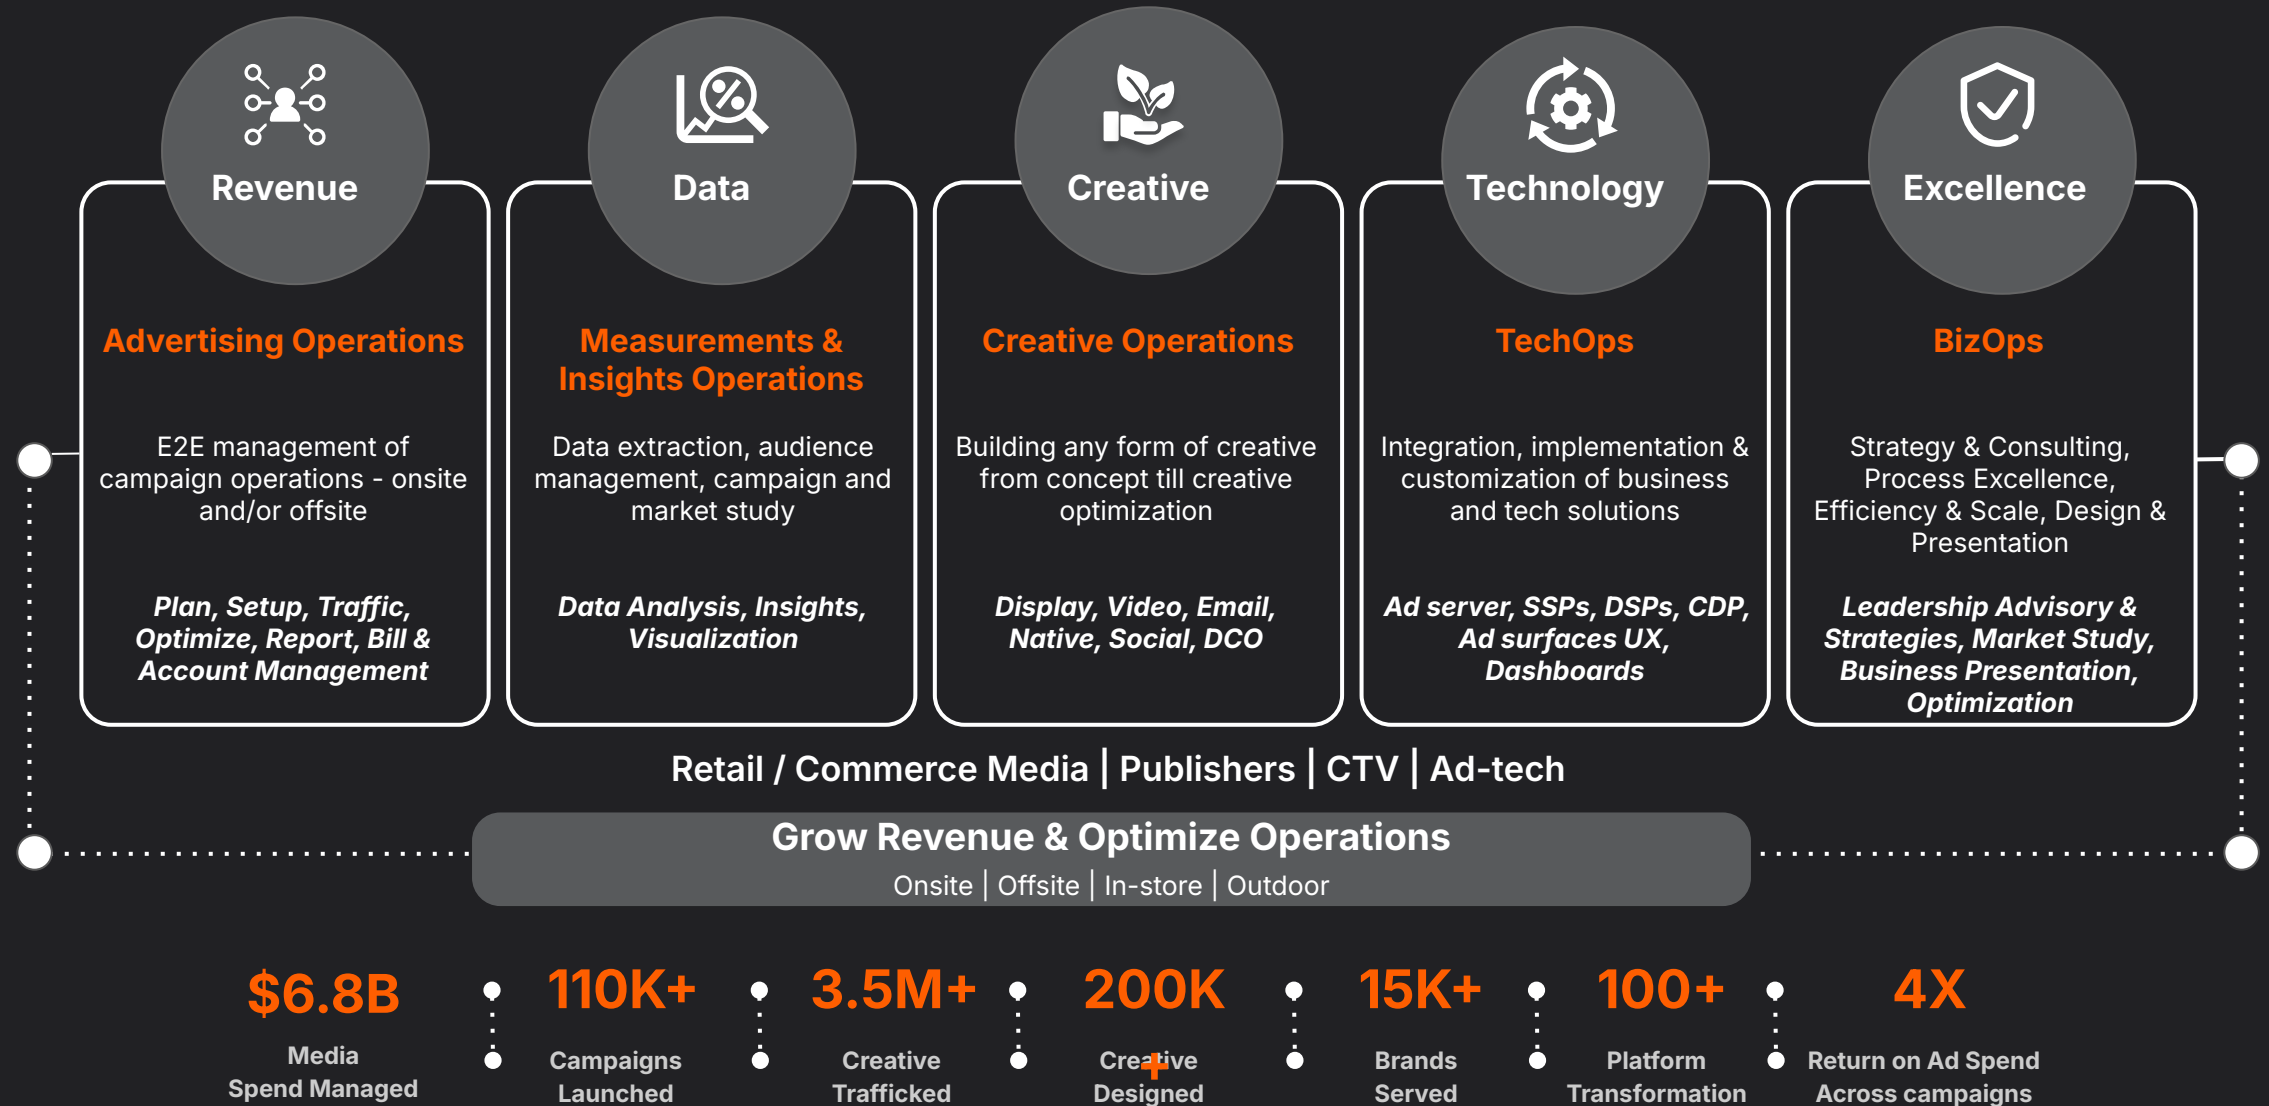 Revenue
Data
Creative
Technology
Excellence
Advertising Operations
E2E management of
campaign operations - onsite
and/or offsite
Plan, Setup, Traffic,
Optimize, Report, Bill &
Account Management
Measurements &
Insights Operations
Data extraction, audience
management, campaign and
market study
Data Analysis, Insights,
Visualization
Creative Operations
Building any form of creative
from concept till creative
optimization
Display, Video, Email,
Native, Social, DCO
TechOps
Integration, implementation &
customization of business
and tech solutions
Ad server, SSPs, DSPs, CDP,
Ad surfaces UX,
Dashboards
BizOps
Strategy & Consulting,
Process Excellence,
Efficiency & Scale, Design &
Presentation
Leadership Advisory &
Strategies, Market Study,
Business Presentation,
Optimization
Retail / Commerce Media | Publishers | CTV | Ad-tech
Grow Revenue & Optimize Operations
Onsite | Offsite | In-store | Outdoor
$6.8B
Media
Spend Managed
110K+
Campaigns
Launched
3.5M+
Creative
Trafficked
200K
+
Creative
Designed
15K+
Brands
Served
100+
Platform
Transformation
4X
Return on Ad Spend
Across campaigns